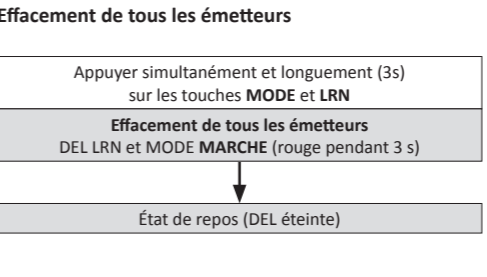 Effacement de tous les émetteurs
Appuyer simultanément et longuement (3s)
sur les touches MODE et LRN
Effacement de tous les émetteurs
DEL LRN et MODE MARCHE (rouge pendant 3 s)
État de repos (DEL éteinte)